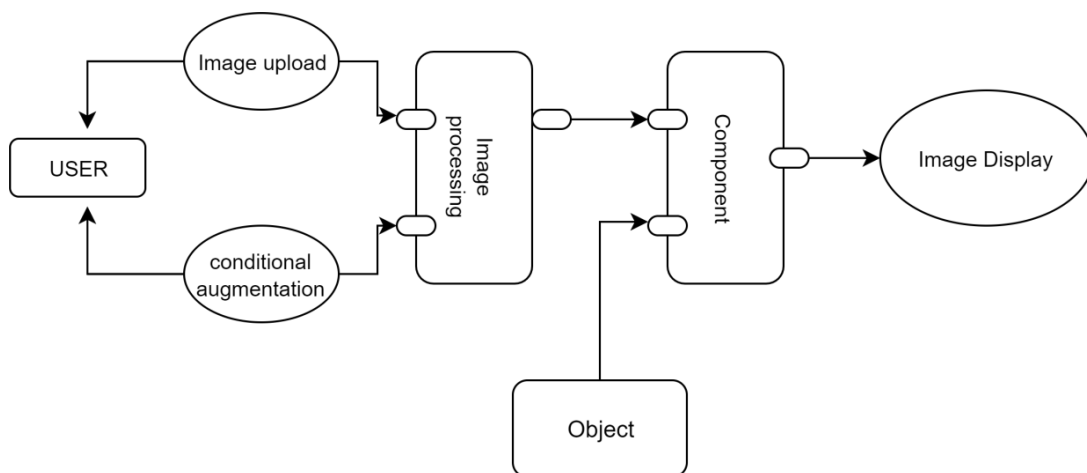 Image upload
USER
conditional
augmentation
Image
processing
Component
Image Display
Object